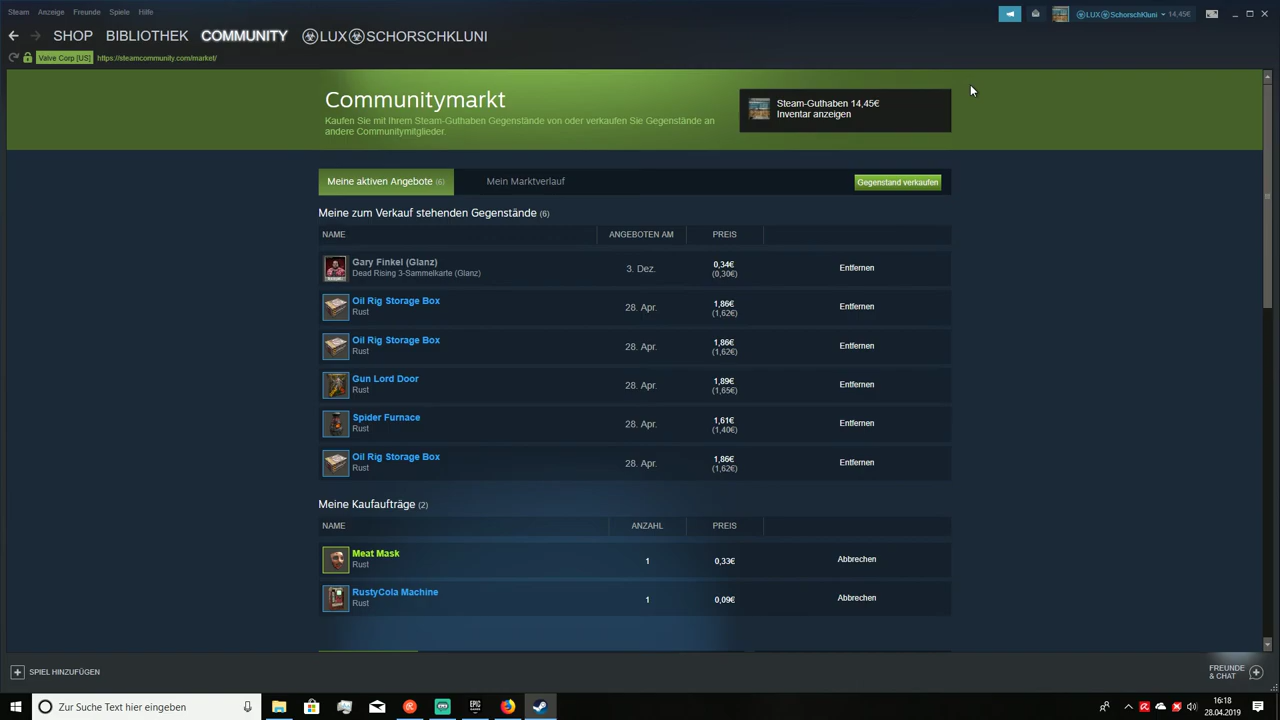 Steam Anzeige Freunde Spiele Hilfe
LUX☣SchorschKluni 14,45€
SHOP BIBLIOTHEK COMMUNITY ☣LUX☣SCHORSCHKLUNI
Valve Corp [US] https://steamcommunity.com/market/
Communitymarkt
Kaufen Sie mit Ihrem Steam-Guthaben Gegenstände von oder verkaufen Sie Gegenstände an
andere Communitymitglieder.
Steam-Guthaben 14,45€
Inventar anzeigen
Meine aktiven Angebote (6) Mein Marktverlauf Gegenstand verkaufen
Meine zum Verkauf stehenden Gegenstände (6)
NAME ANGEBOTEN AM PREIS
Gary Finkel (Glanz)
Dead Rising 3-Sammelkarte (Glanz)
3. Dez.
0,34€
(0,30€)
Entfernen
Oil Rig Storage Box
Rust
28. Apr.
1,86€
(1,62€)
Entfernen
Oil Rig Storage Box
Rust
28. Apr.
1,86€
(1,62€)
Entfernen
Gun Lord Door
Rust
28. Apr.
1,89€
(1,65€)
Entfernen
Spider Furnace
Rust
28. Apr.
1,61€
(1,40€)
Entfernen
Oil Rig Storage Box
Rust
28. Apr.
1,86€
(1,62€)
Entfernen
Meine Kaufaufträge (2)
NAME ANZAHL PREIS
Meat Mask
Rust
1
0,33€
Abbrechen
RustyCola Machine
Rust
1
0,09€
Abbrechen
SPIEL HINZUFÜGEN
FREUNDE
& CHAT
Zur Suche Text hier eingeben
EPIC
16:18
28.04.2019